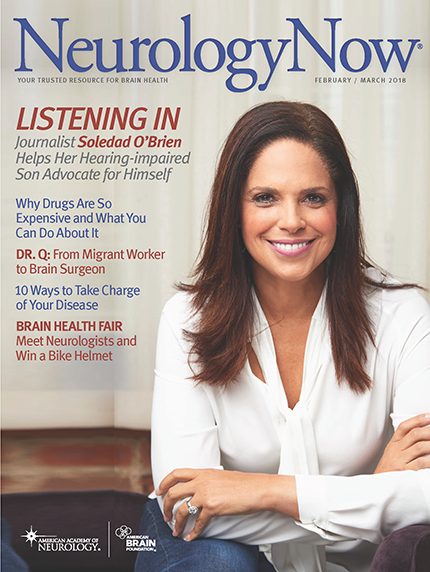 NeurologyNow®
YOUR TRUSTED RESOURCE FOR BRAIN HEALTH
FEBRUARY / MARCH 2018
LISTENING IN
Journalist Soledad O'Brien
Helps Her Hearing-impaired
Son Advocate for Himself
Why Drugs Are So
Expensive and What You
Can Do About It
DR. Q: From Migrant Worker
to Brain Surgeon
10 Ways to Take Charge
of Your Disease
BRAIN HEALTH FAIR
Meet Neurologists and
Win a Bike Helmet
AMERICAN ACADEMY OF
NEUROLOGY®
AMERICAN
BRAIN
FOUNDATION